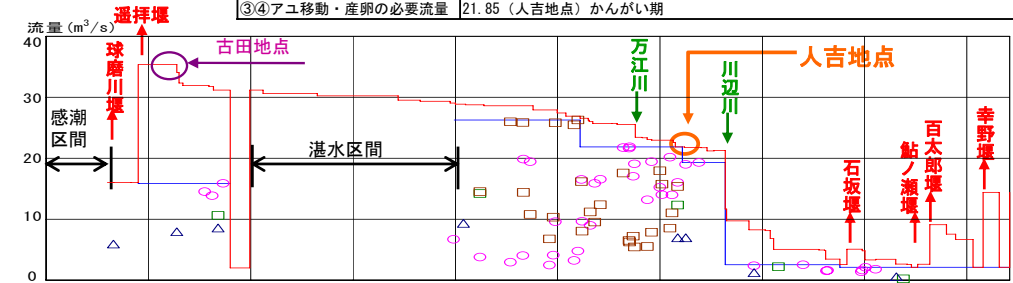 ③④アユ移動・産卵の必要流量 21.85（人吉地点）かんがい期
流量(m³/s)
遥拝堰
球磨川堰
古田地点
万江川
川辺川
人吉地点
石坂堰
鮎ノ瀬堰
百太郎堰
幸野堰
感潮
区間
湛水区間
40
30
20
10
0